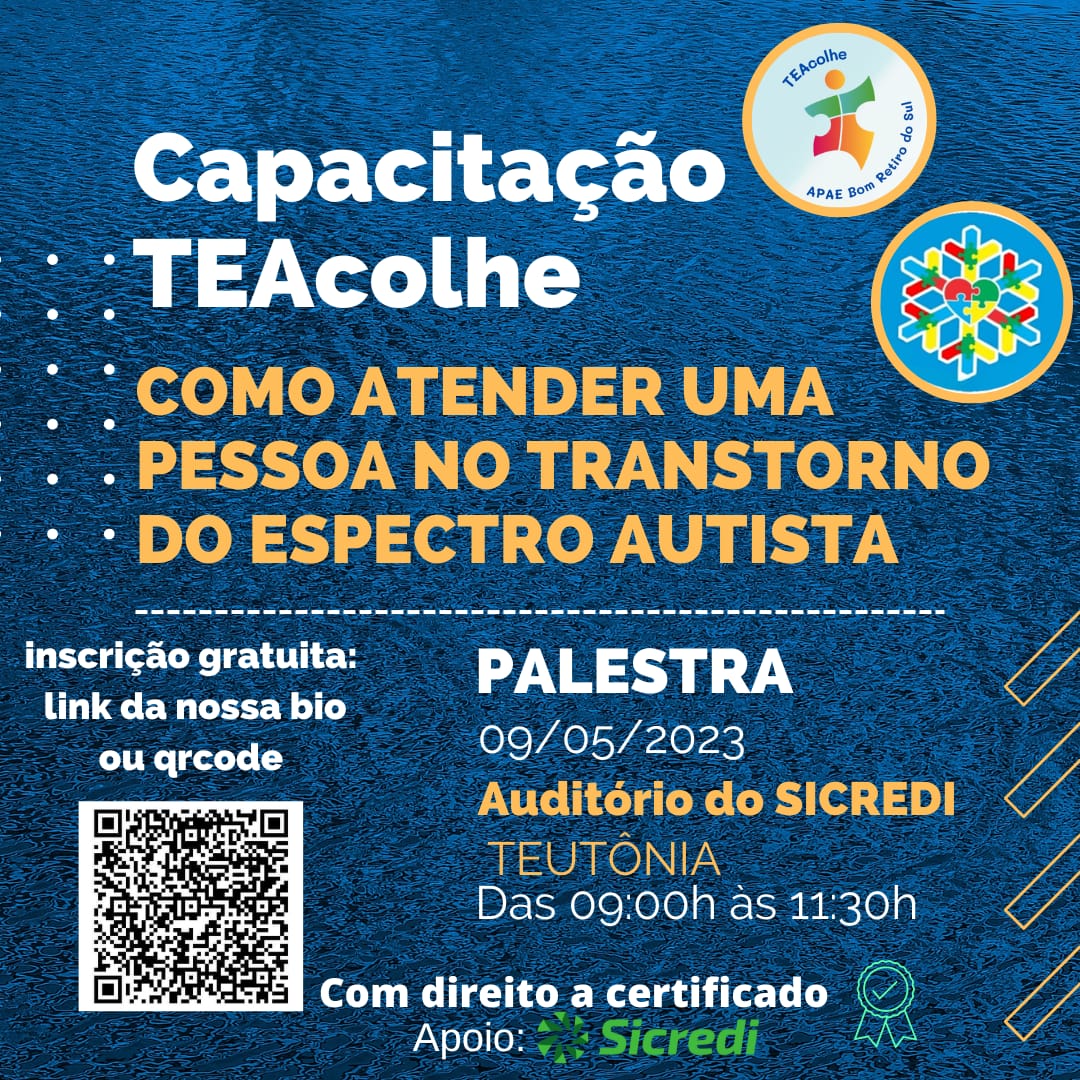 TEAcolhe
APAE Bom Retiro do Sul
Capacitação
TEAcolhe
COMO ATENDER UMA
PESSOA NO TRANSTORNO
DO ESPECTRO AUTISTA
inscrição gratuita:
link da nossa bio
ou qrcode
PALESTRA
09/05/2023
Auditório do SICREDI
TEUTÔNIA
Das 09:00h às 11:30h
Com direito a certificado
Apoio: Sicredi